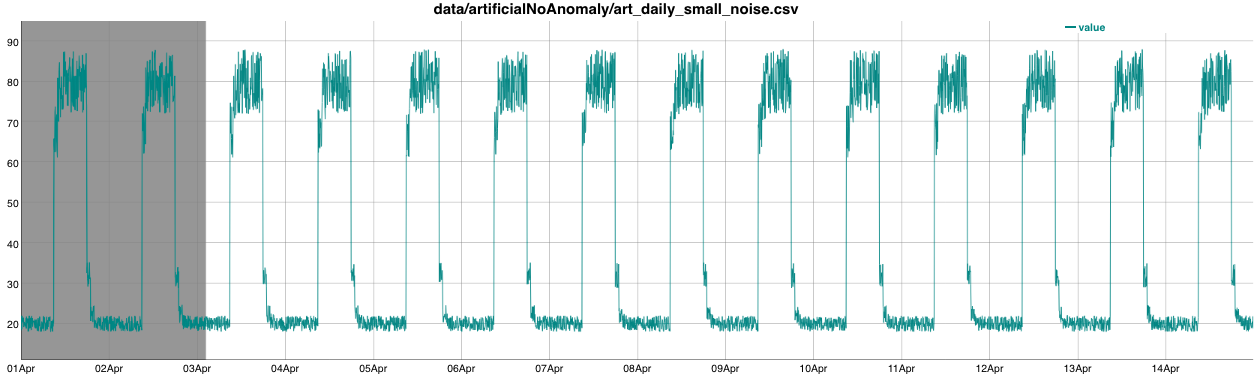 data/artificialNoAnomaly/art_daily_small_noise.csv
value
90
80
70
60
50
40
30
20
01Apr 02Apr 03Apr 04Apr 05Apr 06Apr 07Apr 08Apr 09Apr 10Apr 11Apr 12Apr 13Apr 14Apr